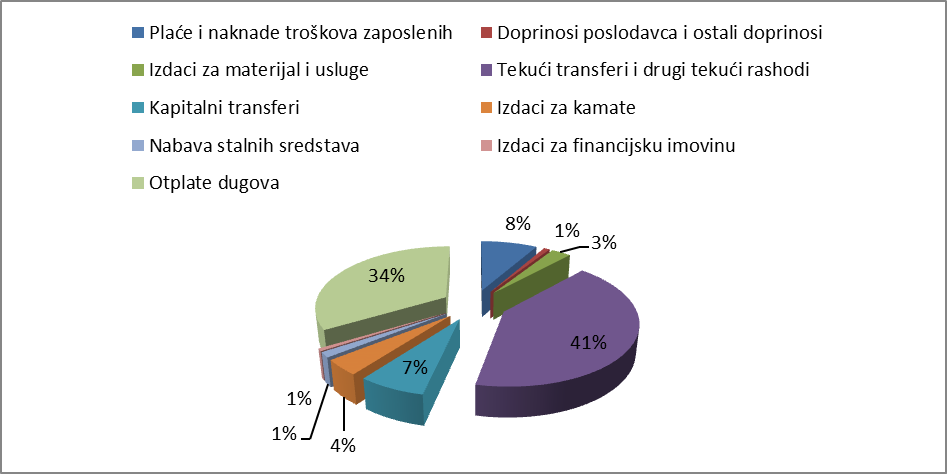 Plaće i naknade troškova zaposlenih
Doprinosi poslodavca i ostali doprinosi
Izdaci za materijal i usluge
Tekući transferi i drugi tekući rashodi
Kapitalni transferi
Izdaci za kamate
Nabava stalnih sredstava
Izdaci za financijsku imovinu
Otplate dugova
8%
1%
3%
34%
41%
7%
1%
1%
4%